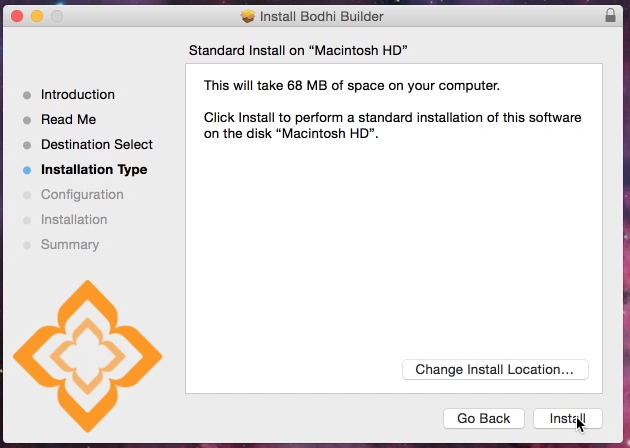 Install Bodhi Builder
Standard Install on “Macintosh HD”
Introduction
Read Me
Destination Select
Installation Type
Configuration
Installation
Summary
This will take 68 MB of space on your computer.
Click Install to perform a standard installation of this software
on the disk “Macintosh HD”.
Change Install Location...
Go Back
Install